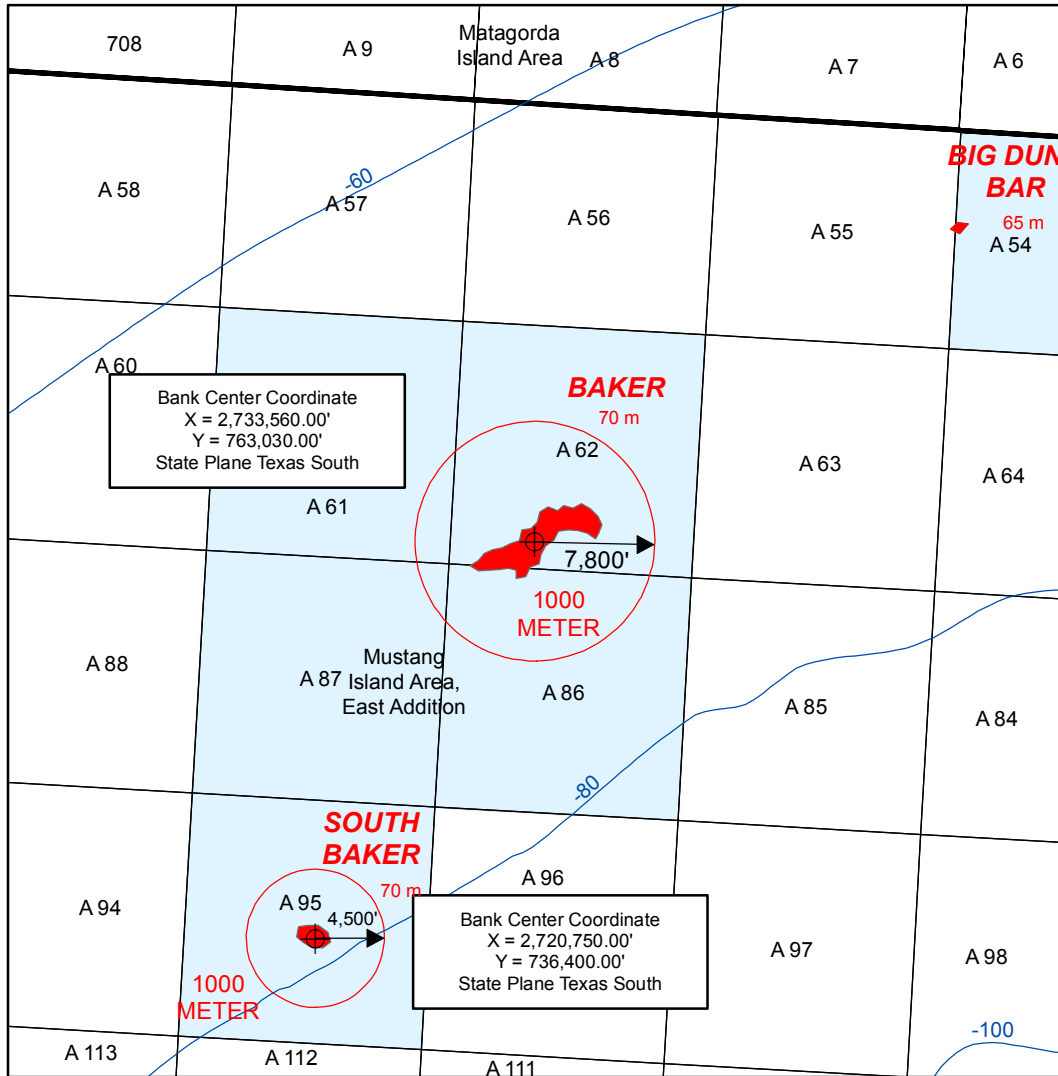 708
A 9
Matagorda
Island Area
A 8
A 7
A 6
A 58
-60
A 57
A 56
A 55
BIG DUN
BAR
65 m
A 54
A 60
Bank Center Coordinate
X = 2,733,560.00'
Y = 763,030.00'
State Plane Texas South
BAKER
70 m
A 62
A 61
A 63
A 64
7,800'
1000
METER
A 88
A 87
Mustang
Island Area,
East Addition
A 86
A 85
A 84
-80
SOUTH
BAKER
70 m
A 94
A 95
4,500'
1000
METER
A 96
Bank Center Coordinate
X = 2,720,750.00'
Y = 736,400.00'
State Plane Texas South
A 97
A 98
-100
A 113
A 112
A 111